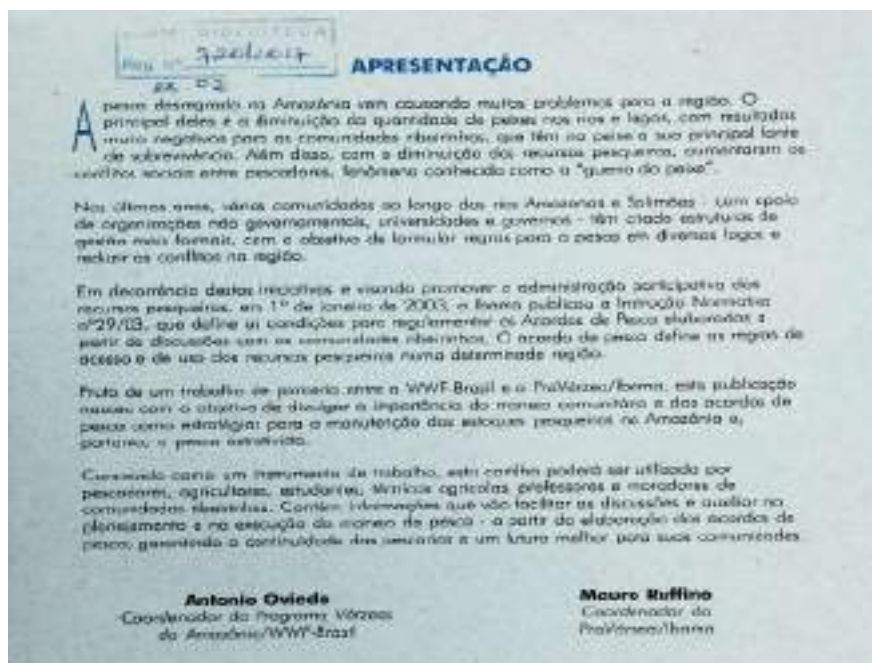 BIBLIOTECA
Reg Nº 720/2017
ex 02
APRESENTAÇÃO
A pesca desregrada na Amazônia vem causando muitos problemas para a região. O
principal deles é a diminuição da quantidade de peixes nos rios e lagos, com resultados
muito negativos para as comunidades ribeirinhas, que têm no peixe a sua principal fonte
de sobrevivência. Além disso, com a diminuição dos recursos pesqueiros, aumentaram os
conflitos sociais entre pescadores, fenômeno conhecido como a "guerra do peixe".
Nos últimos anos, várias comunidades ao longo dos rios Amazonas e Solimões - com apoio
de organizações não governamentais, universidades e governos - têm criado estruturas de
gestão mais formais, com o objetivo de formular regras para a pesca em diversos lagos e
reduzir os conflitos na região.
Em decorrência destas iniciativas e visando promover a administração participativa dos
recursos pesqueiros, em 1º de janeiro de 2003, o Ibama publicou a Instrução Normativa
nº29/03, que define as condições para regulamentar os Acordos de Pesca elaborados a
partir de discussões com as comunidades ribeirinhas. O acordo de pesca define as regras de
acesso e de uso dos recursos pesqueiros numa determinada região.
Fruto de um trabalho de parceria entre o WWF-Brasil e o ProVárzea/Ibama, esta publicação
nasceu com o objetivo de divulgar a importância do manejo comunitário e dos acordos de
pesca como estratégias para a manutenção dos estoques pesqueiros na Amazônia e,
portanto, a pesca
como um instrumento de trabalho, esta cartilha poderá ser utilizada por
pescadores, agricultores, estudantes, técnicos agrícolas professores e moradores de
comunidades ribeirinhas. Contém informações que vão facilitar as discussões e auxiliar no
planejamento e na execução do manejo de pesca - a partir da elaboração dos acordos de
pesca, garantindo a continuidade dos e um futuro melhor para suas comunidades
Antonio Oviedo
Coordenador do Programa Várzeas
da Amazônia/WWF-Brasil
Mauro Ruffino
Coordenador do
ProVárzea/Ibama